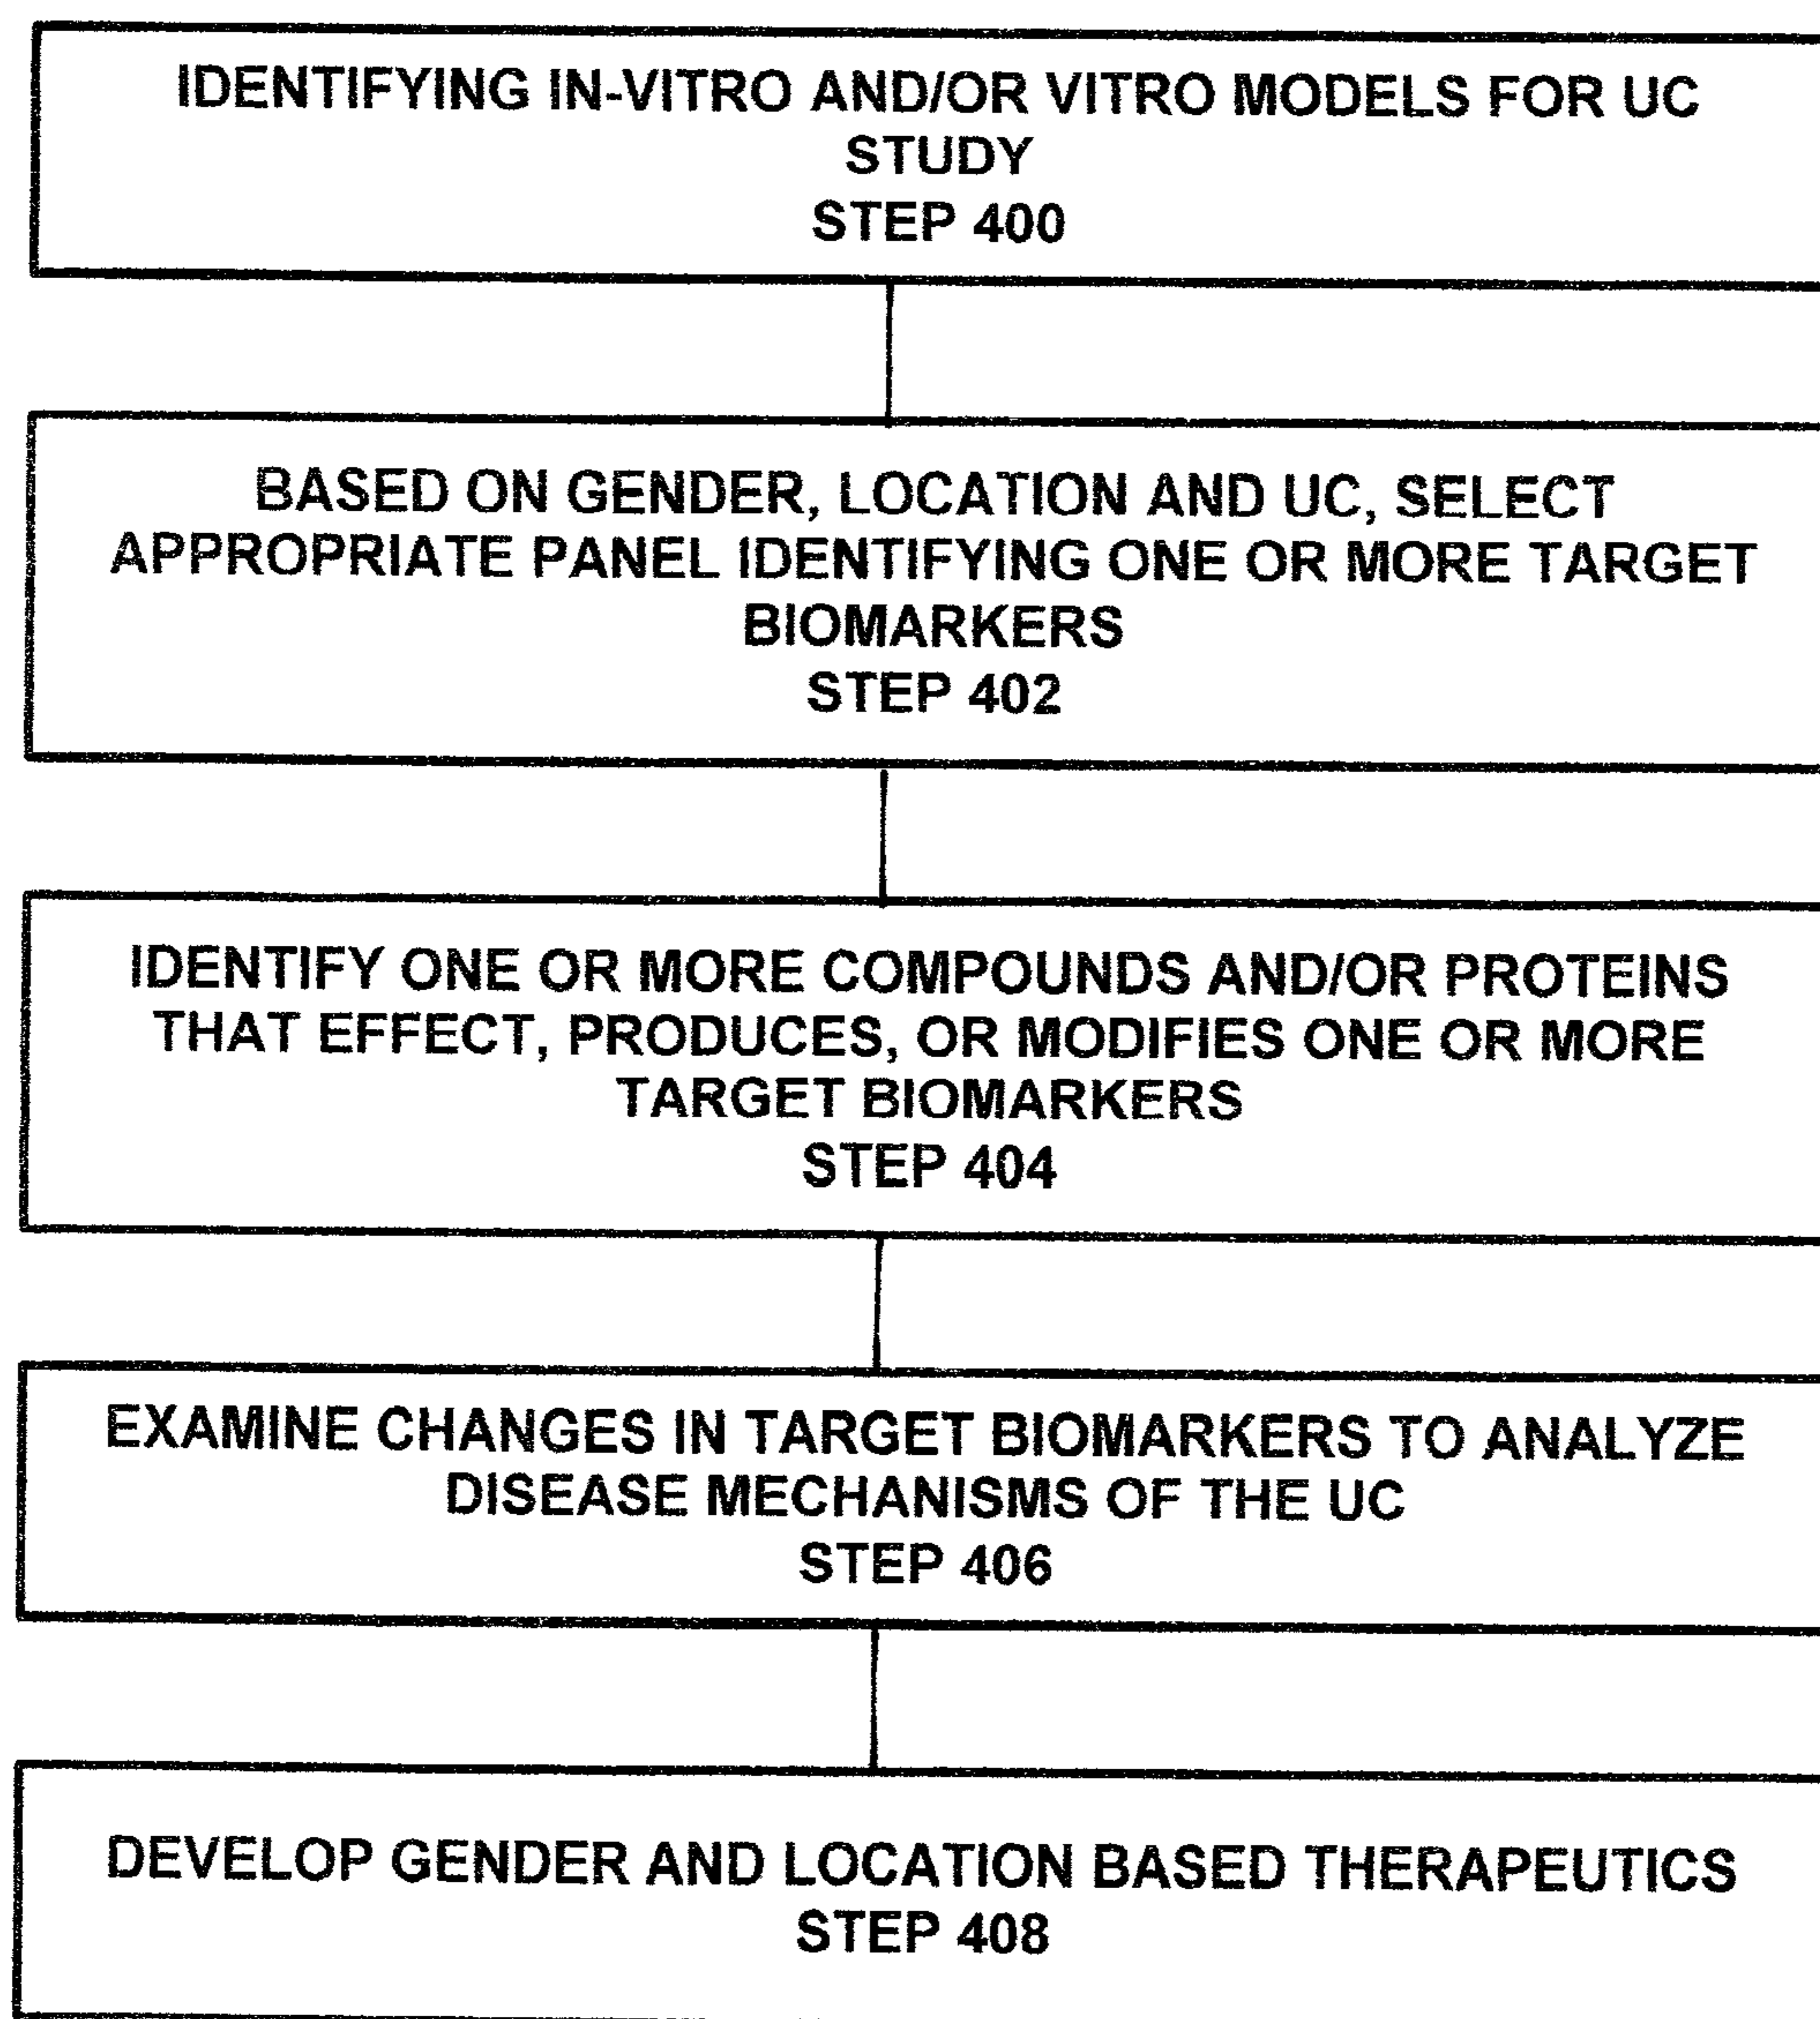 IDENTIFYING IN-VITRO AND/OR VITRO MODELS FOR UC
STUDY
STEP 400
BASED ON GENDER, LOCATION AND UC, SELECT
APPROPRIATE PANEL IDENTIFYING ONE OR MORE TARGET
BIOMARKERS
STEP 402
IDENTIFY ONE OR MORE COMPOUNDS AND/OR PROTEINS
THAT EFFECT, PRODUCES, OR MODIFIES ONE OR MORE
TARGET BIOMARKERS
STEP 404
EXAMINE CHANGES IN TARGET BIOMARKERS TO ANALYZE
DISEASE MECHANISMS OF THE UC
STEP 406
DEVELOP GENDER AND LOCATION BASED THERAPEUTICS
STEP 408